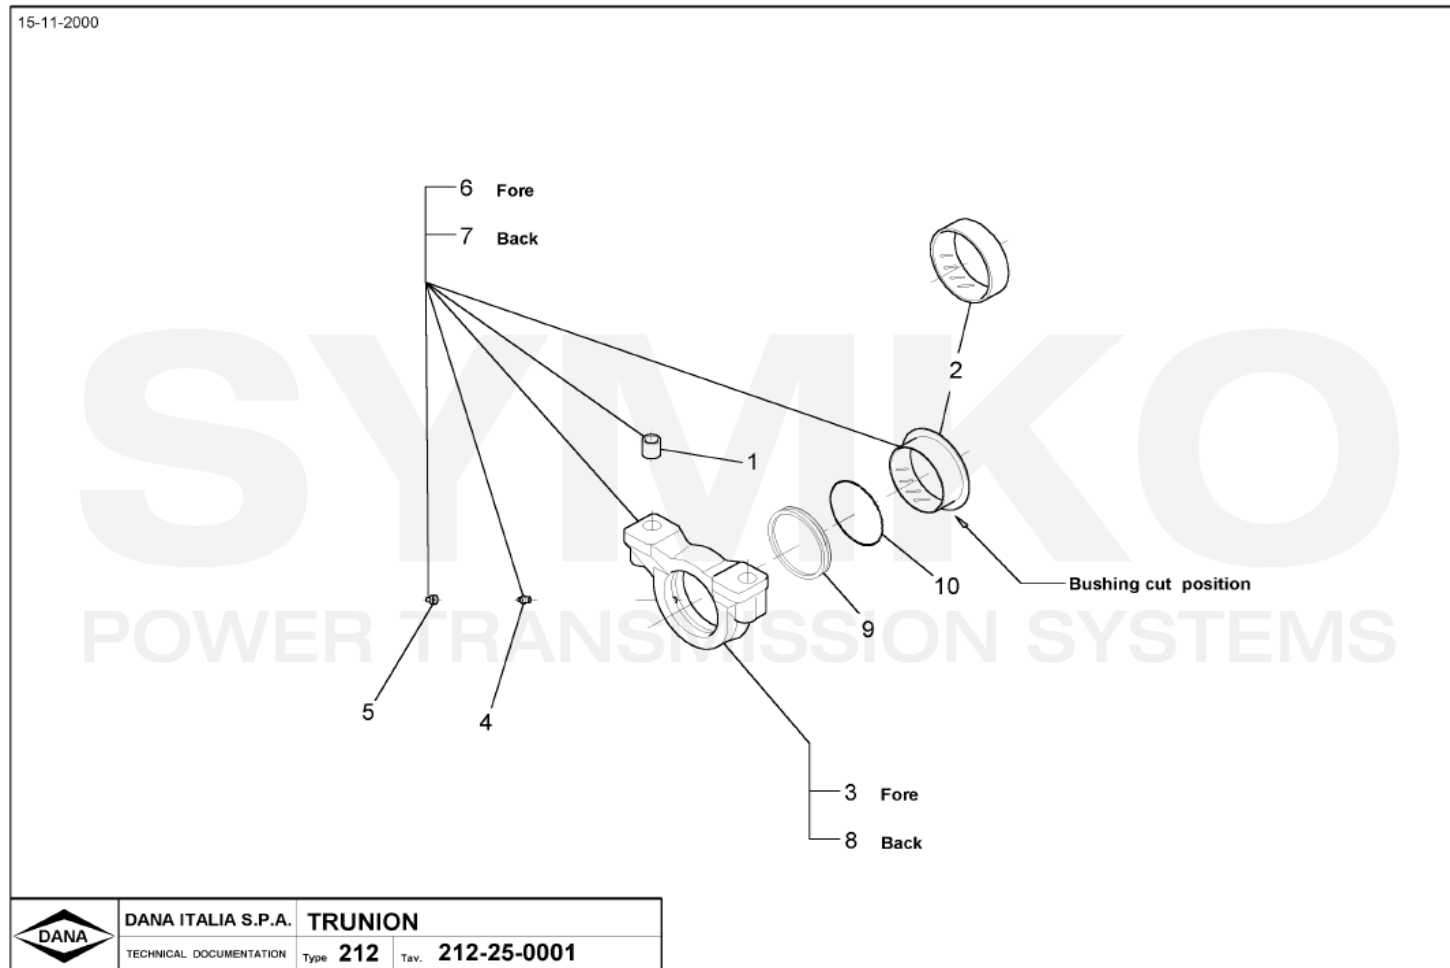 15-11-2000
6 Fore
7 Back
2
1
10
Bushing cut position
9
5
4
3 Fore
8 Back
SYMKO
POWER TRANSMISSION SYSTEMS
DANA
DANA ITALIA S.P.A.
TRUNION
TECHNICAL DOCUMENTATION
Type 212
Tav. 212-25-0001